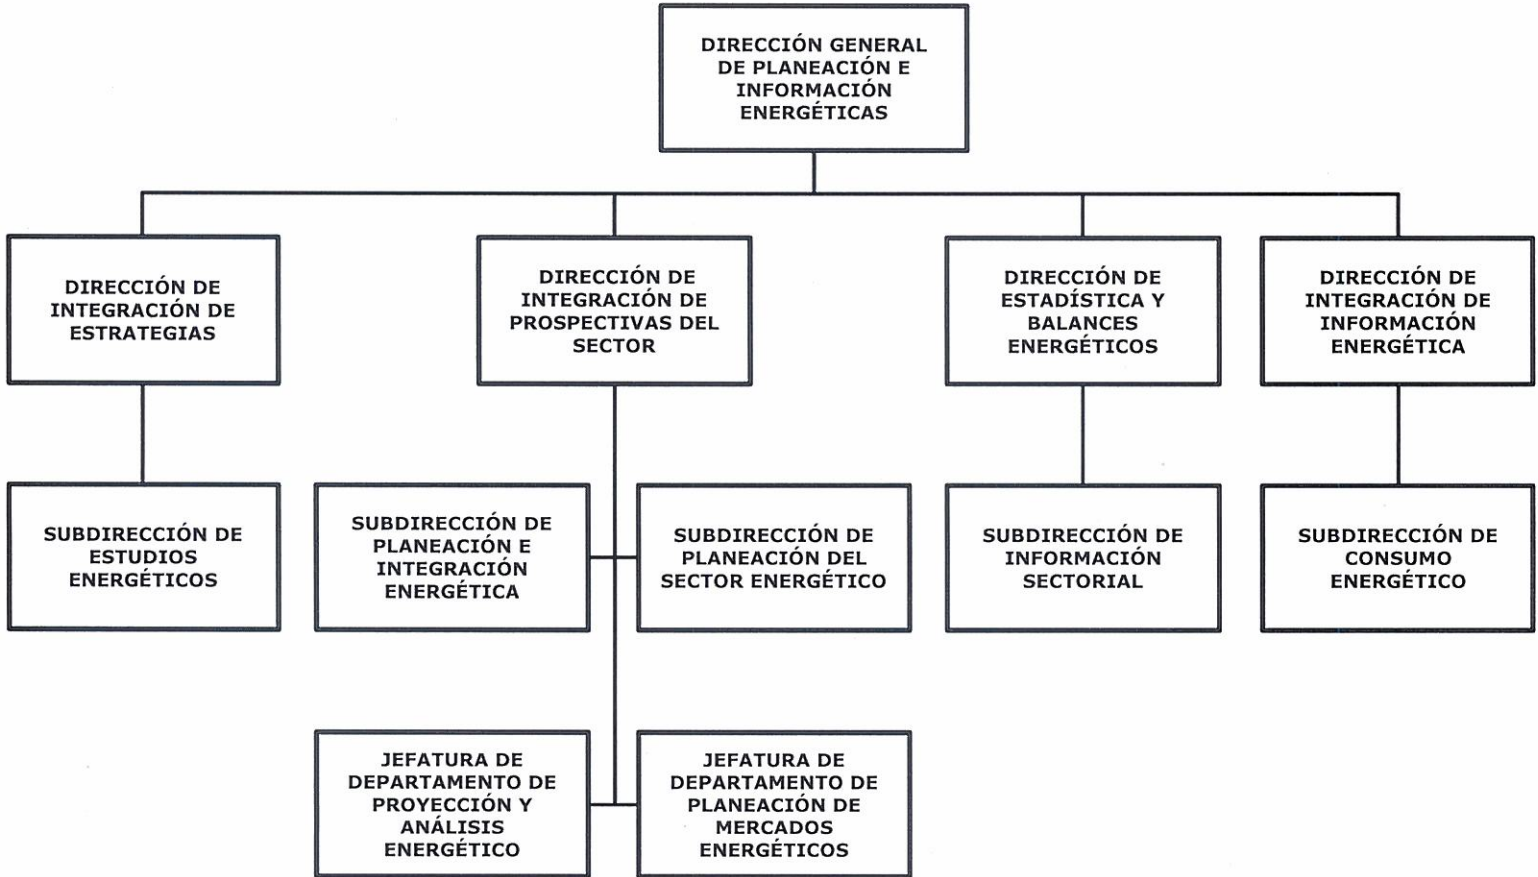 DIRECCIÓN GENERAL
DE PLANEACIÓN E
INFORMACIÓN
ENERGÉTICAS
DIRECCIÓN DE
INTEGRACIÓN DE
ESTRATEGIAS
DIRECCIÓN DE
INTEGRACIÓN DE
PROSPECTIVAS DEL
SECTOR
DIRECCIÓN DE
ESTADÍSTICA Y
BALANCES
ENERGÉTICOS
DIRECCIÓN DE
INTEGRACIÓN DE
INFORMACIÓN
ENERGÉTICA
SUBDIRECCIÓN DE
ESTUDIOS
ENERGÉTICOS
SUBDIRECCIÓN DE
PLANEACIÓN E
INTEGRACIÓN
ENERGÉTICA
SUBDIRECCIÓN DE
PLANEACIÓN DEL
SECTOR ENERGÉTICO
SUBDIRECCIÓN DE
INFORMACIÓN
SECTORIAL
SUBDIRECCIÓN DE
CONSUMO
ENERGÉTICO
JEFATURA DE
DEPARTAMENTO DE
PROYECCIÓN Y
ANÁLISIS
ENERGÉTICO
JEFATURA DE
DEPARTAMENTO DE
PLANEACIÓN DE
MERCADOS
ENERGÉTICOS